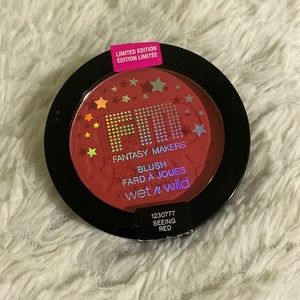 LIMITED EDITION
ÉDITION LIMITÉE
FM
FANTASY MAKERS
BLUSH
FARD À JOUES
wet n wild
1230777
SEEING
RED